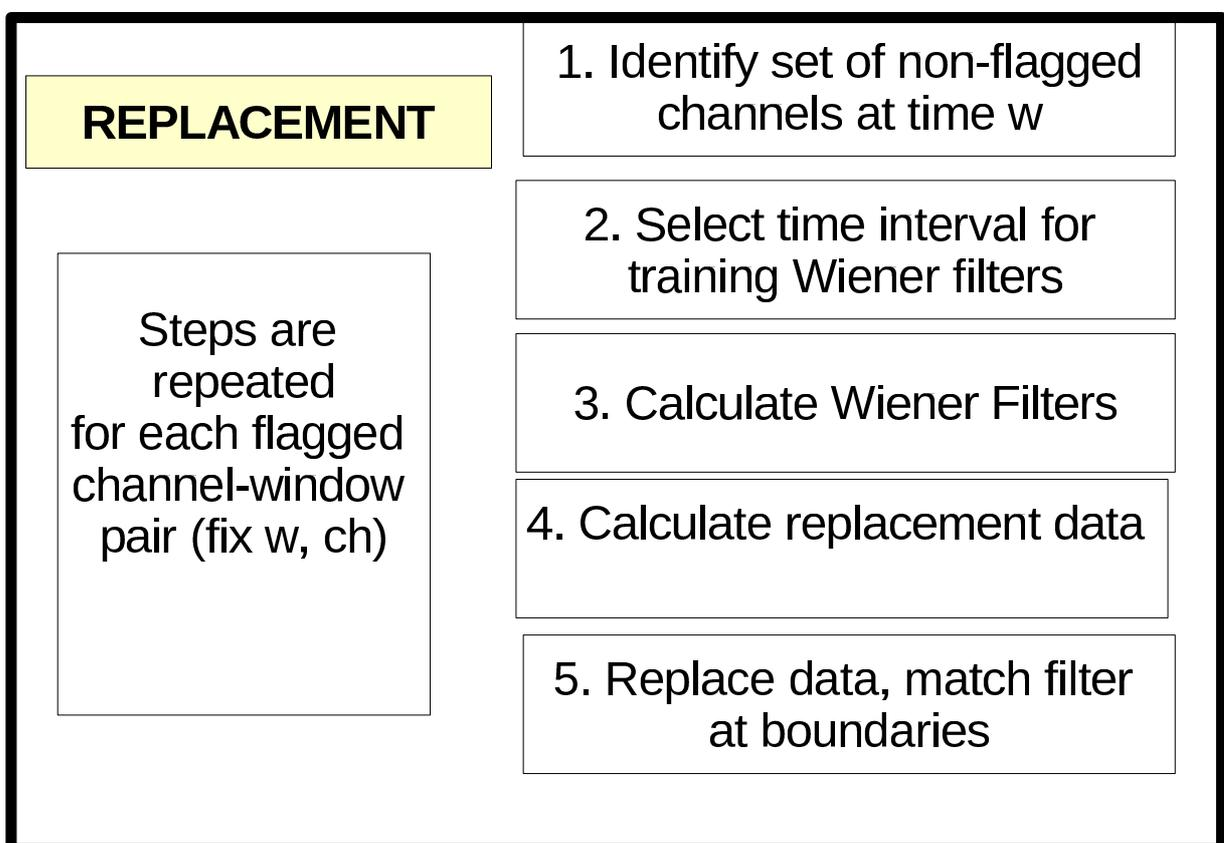 REPLACEMENT
Steps are
repeated
for each flagged
channel-window
pair (fix w, ch)
1. Identify set of non-flagged
channels at time w
2. Select time interval for
training Wiener filters
3. Calculate Wiener Filters
4. Calculate replacement data
5. Replace data, match filter
at boundaries